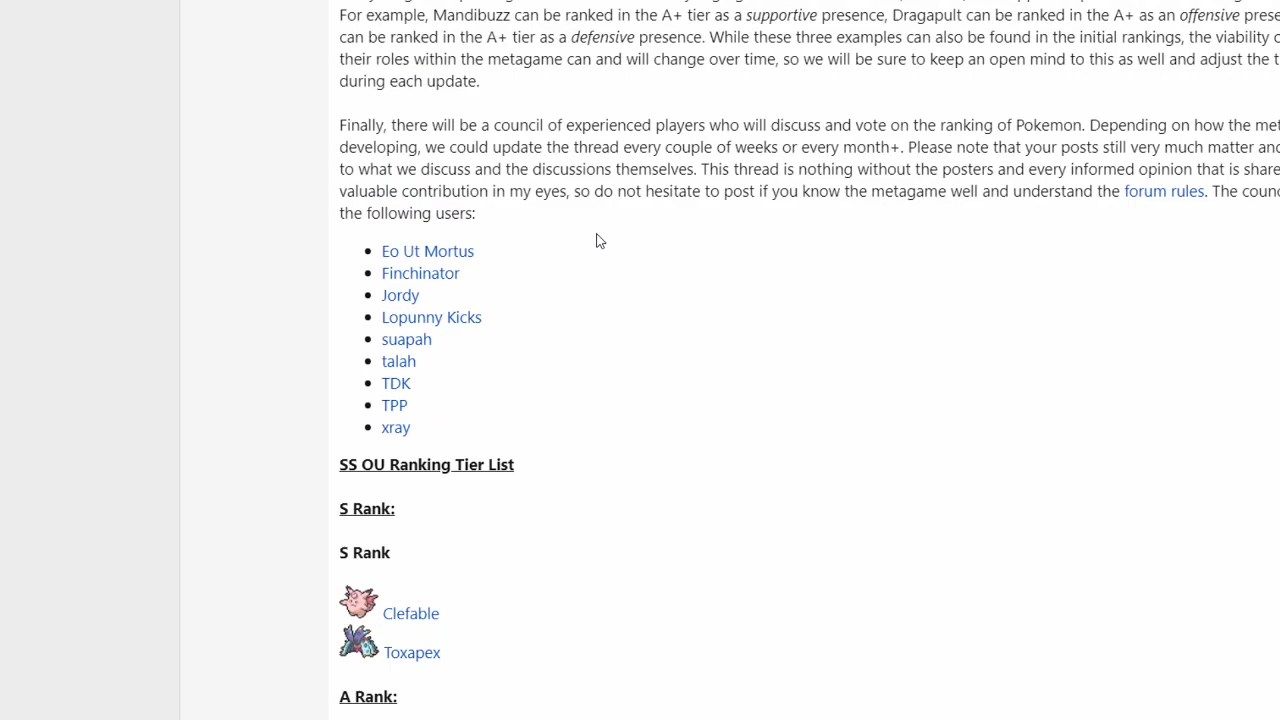 For example, Mandibuzz can be ranked in the A+ tier as a supportive presence, Dragapult can be ranked in the A+ as an offensive prese
can be ranked in the A+ tier as a defensive presence. While these three examples can also be found in the initial rankings, the viability o
their roles within the metagame can and will change over time, so we will be sure to keep an open mind to this as well and adjust the t
during each update.
Finally, there will be a council of experienced players who will discuss and vote on the ranking of Pokemon. Depending on how the met
developing, we could update the thread every couple of weeks or every month+. Please note that your posts still very much matter and
to what we discuss and the discussions themselves. This thread is nothing without the posters and every informed opinion that is share
valuable contribution in my eyes, so do not hesitate to post if you know the metagame well and understand the forum rules. The counc
the following users:
Eo Ut Mortus
Finchinator
Jordy
Lopunny Kicks
suapah
talah
TDK
TPP
xray
SS OU Ranking Tier List
S Rank:
S Rank
Clefable
Toxapex
A Rank: